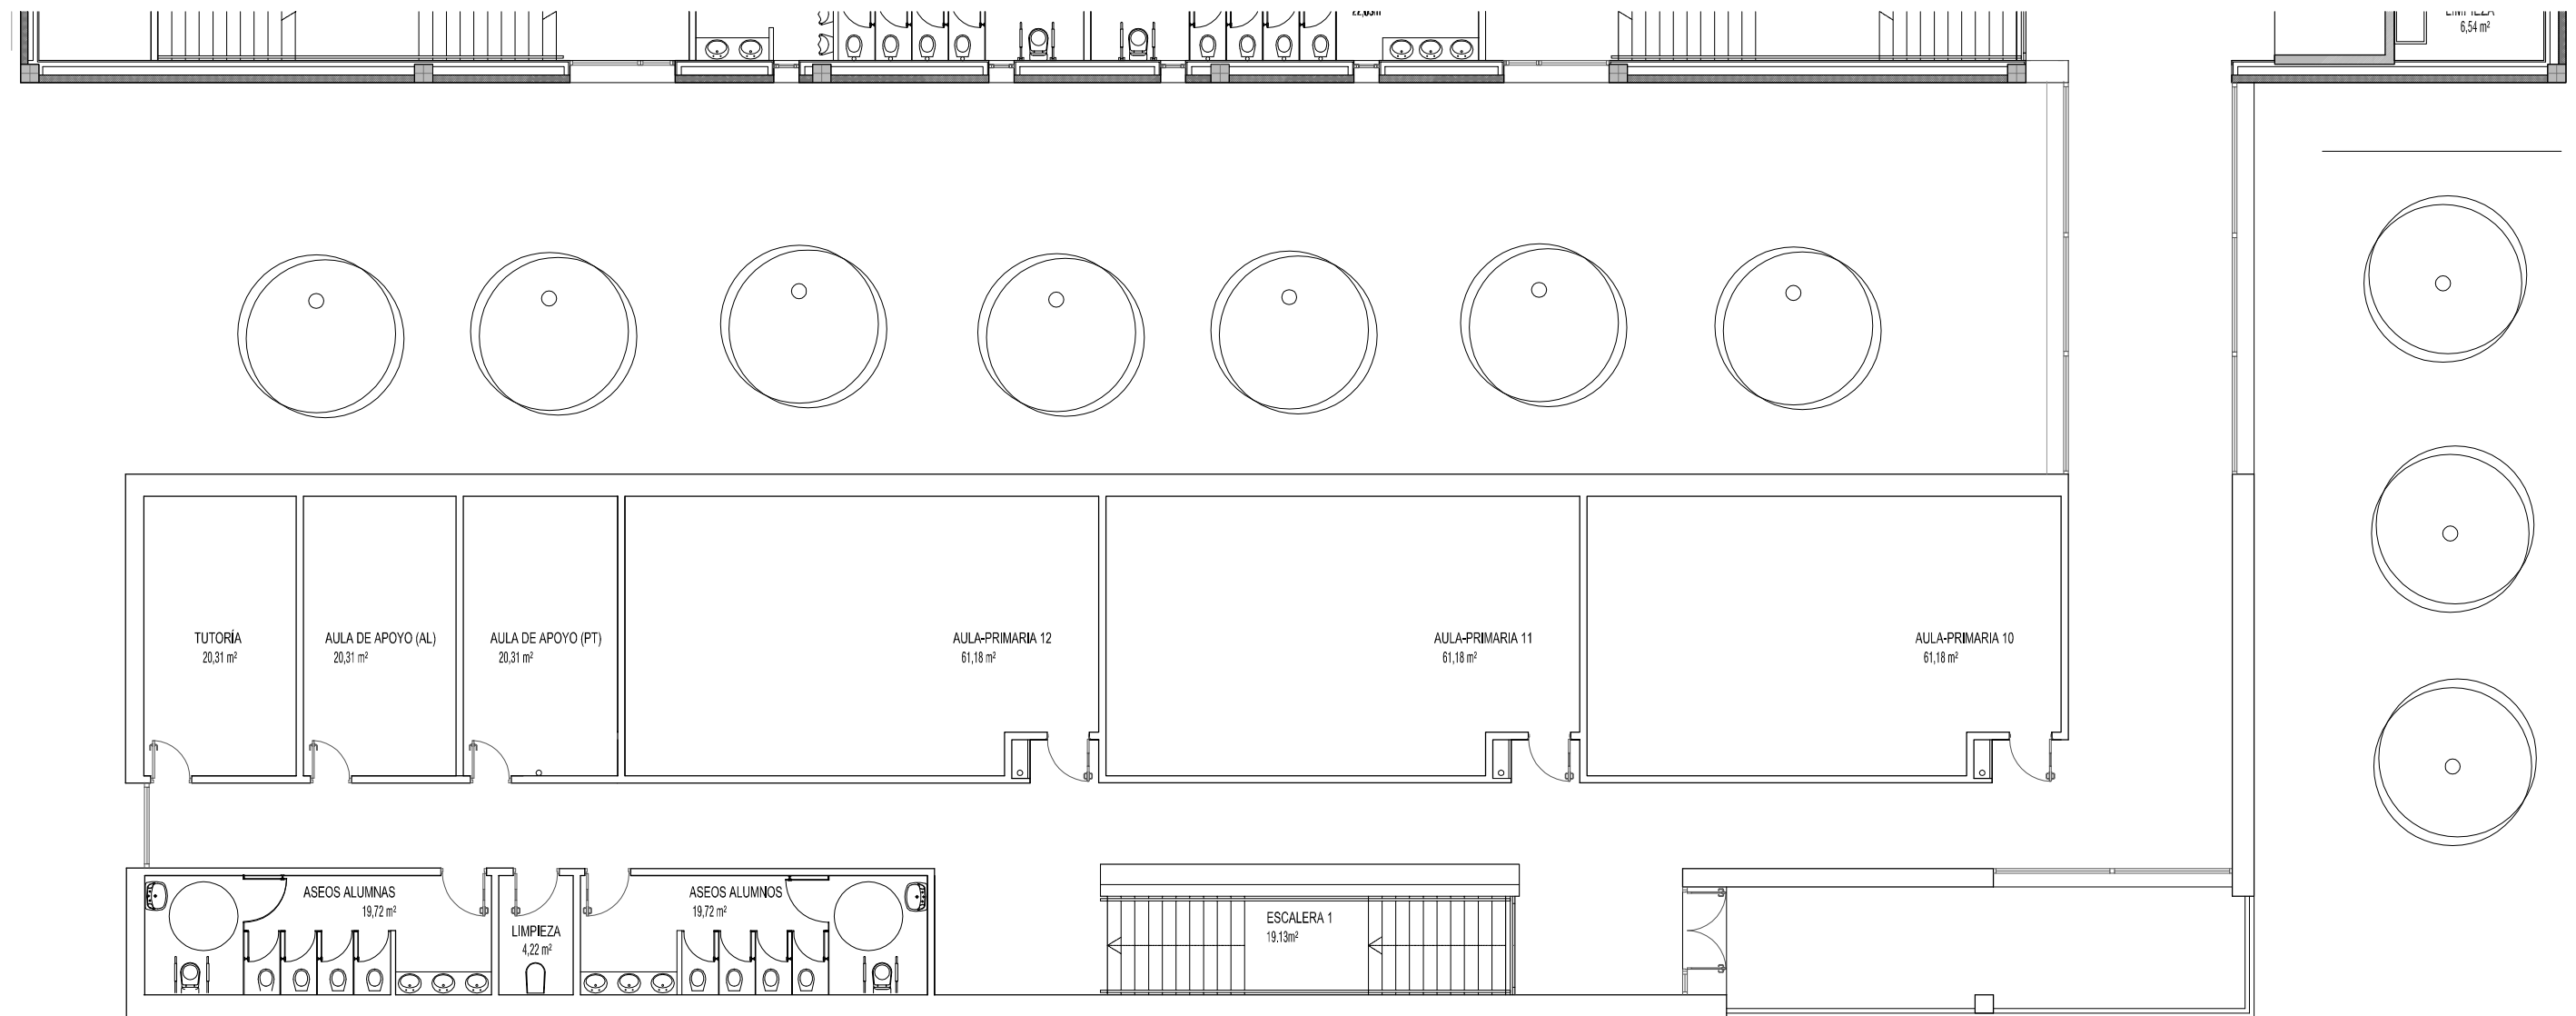 6,54 m²
TUTORÍA
20,31 m²
AULA DE APOYO (AL)
20,31 m²
AULA DE APOYO (PT)
20,31 m²
AULA-PRIMARIA 12
61,18 m²
AULA-PRIMARIA 11
61,18 m²
AULA-PRIMARIA 10
61,18 m²
ASEOS ALUMNAS
19,72 m²
LIMPIEZA
4,22 m²
ASEOS ALUMNOS
19,72 m²
ESCALERA 1
19.13m²